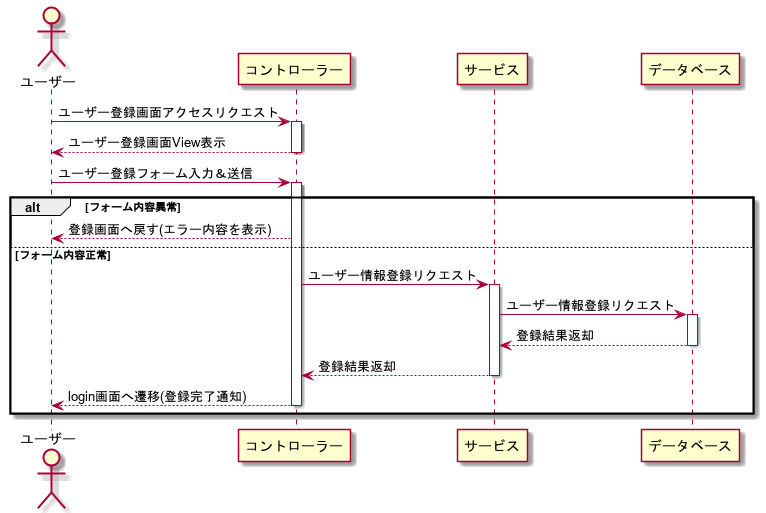 ユーザー
コントローラー
サービス
データベース
ユーザー登録画面アクセスリクエスト
ユーザー登録画面View表示
ユーザー登録フォーム入力＆送信
alt
[フォーム内容異常]
登録画面へ戻す(エラー内容を表示)
[フォーム内容正常]
ユーザー情報登録リクエスト
ユーザー情報登録リクエスト
登録結果返却
登録結果返却
login画面へ遷移(登録完了通知)
ユーザー
コントローラー
サービス
データベース